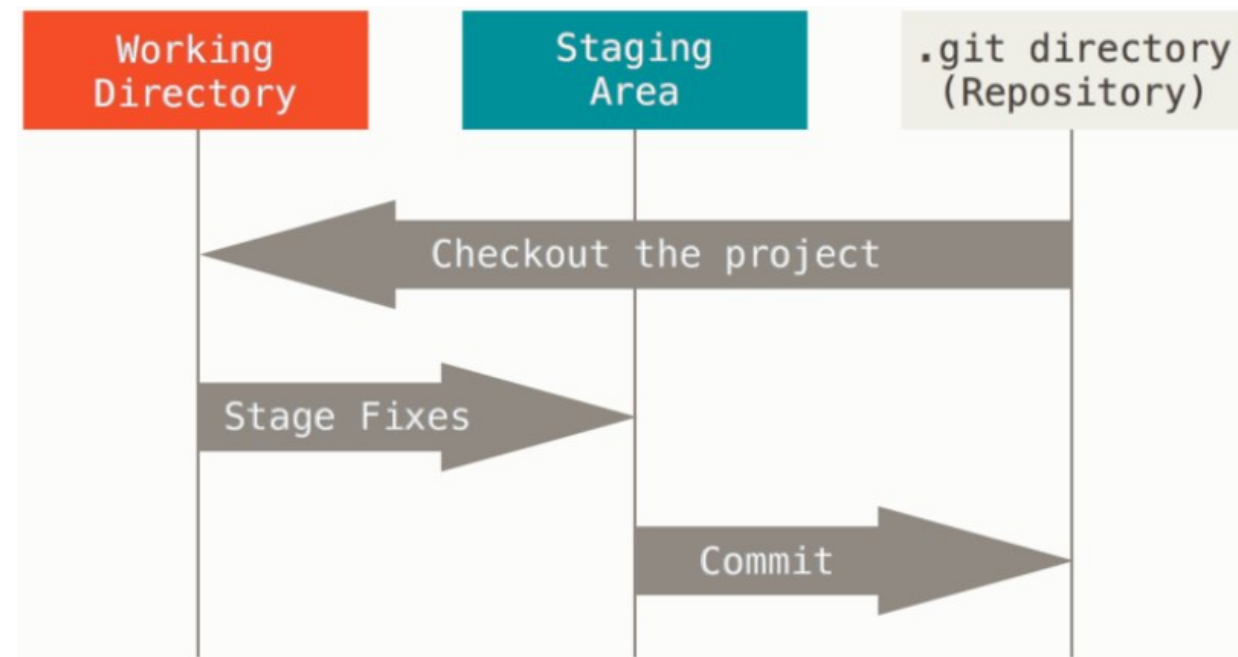 Working
Directory
Staging
Area
.git directory
(Repository)
Checkout the project
Stage Fixes
Commit